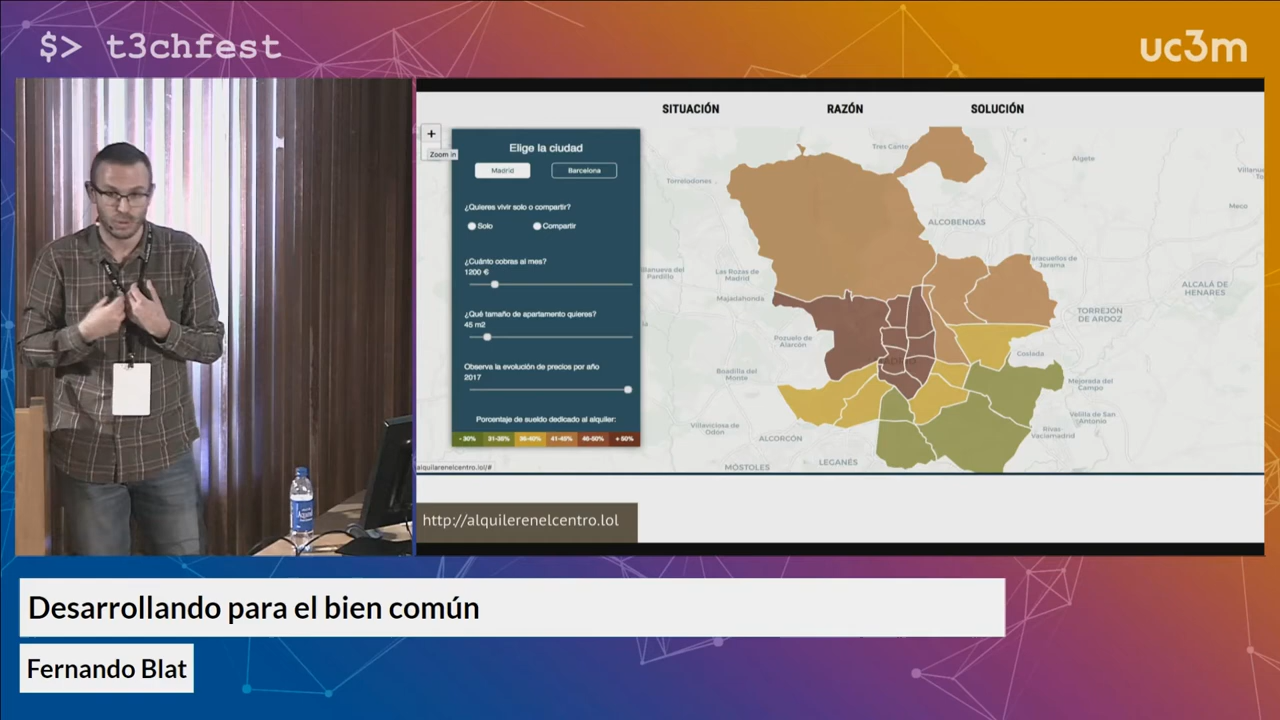 $> t3chfest
uc3m
SITUACIÓN
RAZÓN
SOLUCIÓN
+
Zoom in
Elige la ciudad
Madrid
Barcelona
¿Quieres vivir solo o compartir?
Solo
Compartir
¿Cuánto cobras al mes?
1200 €
¿Qué tamaño de apartamento quieres?
45 m2
Observa la evolución de precios por año
2017
Porcentaje de sueldo dedicado al alquiler:
- 30%
31-35%
36-40%
41-45%
46-50%
+ 50%
alquilarenelcentro.lol/#
Tres Canto
Algete
Torrelodones
Meco
ALCOBENDAS
Las Rozas de
Madrid
Majadahonda
Pozuelo de
Alarcón
Boadilla del
Monte
Villaviciosa de
Odón
ALCORCÓN
MÓSTOLES
LEGANÉS
ALCALÁ DE
HENARES
TORREJÓN
DE ARDOZ
Coslada
Mejorada del
Campo
Velilla de San
Antonio
Rivas-
Vaciamadrid
http://alquilerenelcentro.lol
Desarrollando para el bien común
Fernando Blat